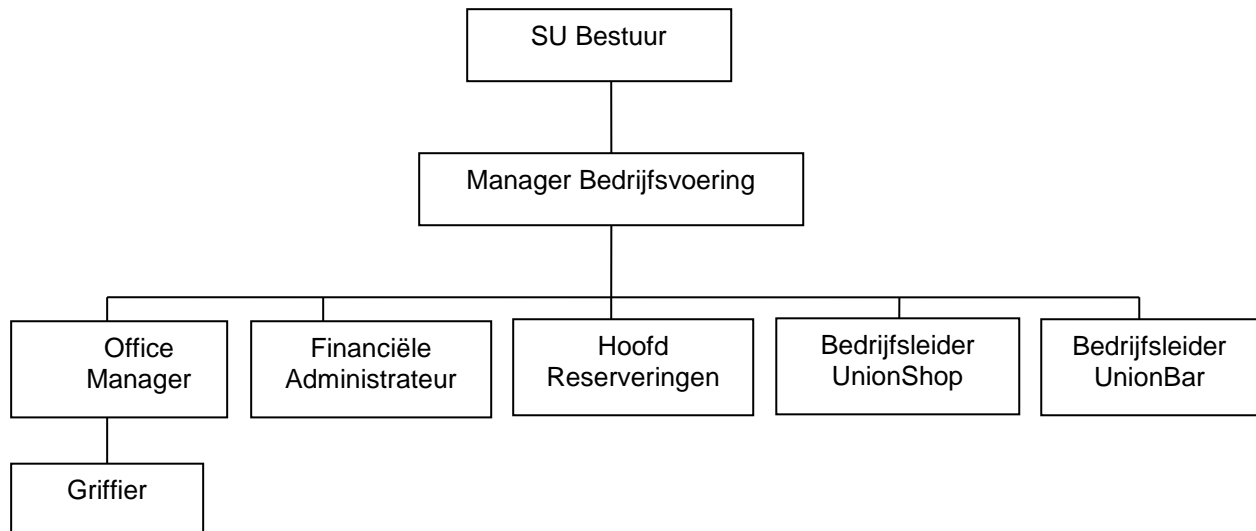 SU Bestuur
Manager Bedrijfsvoering
Office
Manager
Financiële
Administrateur
Hoofd
Reserveringen
Bedrijfsleider
UnionShop
Bedrijfsleider
UnionBar
Griffier